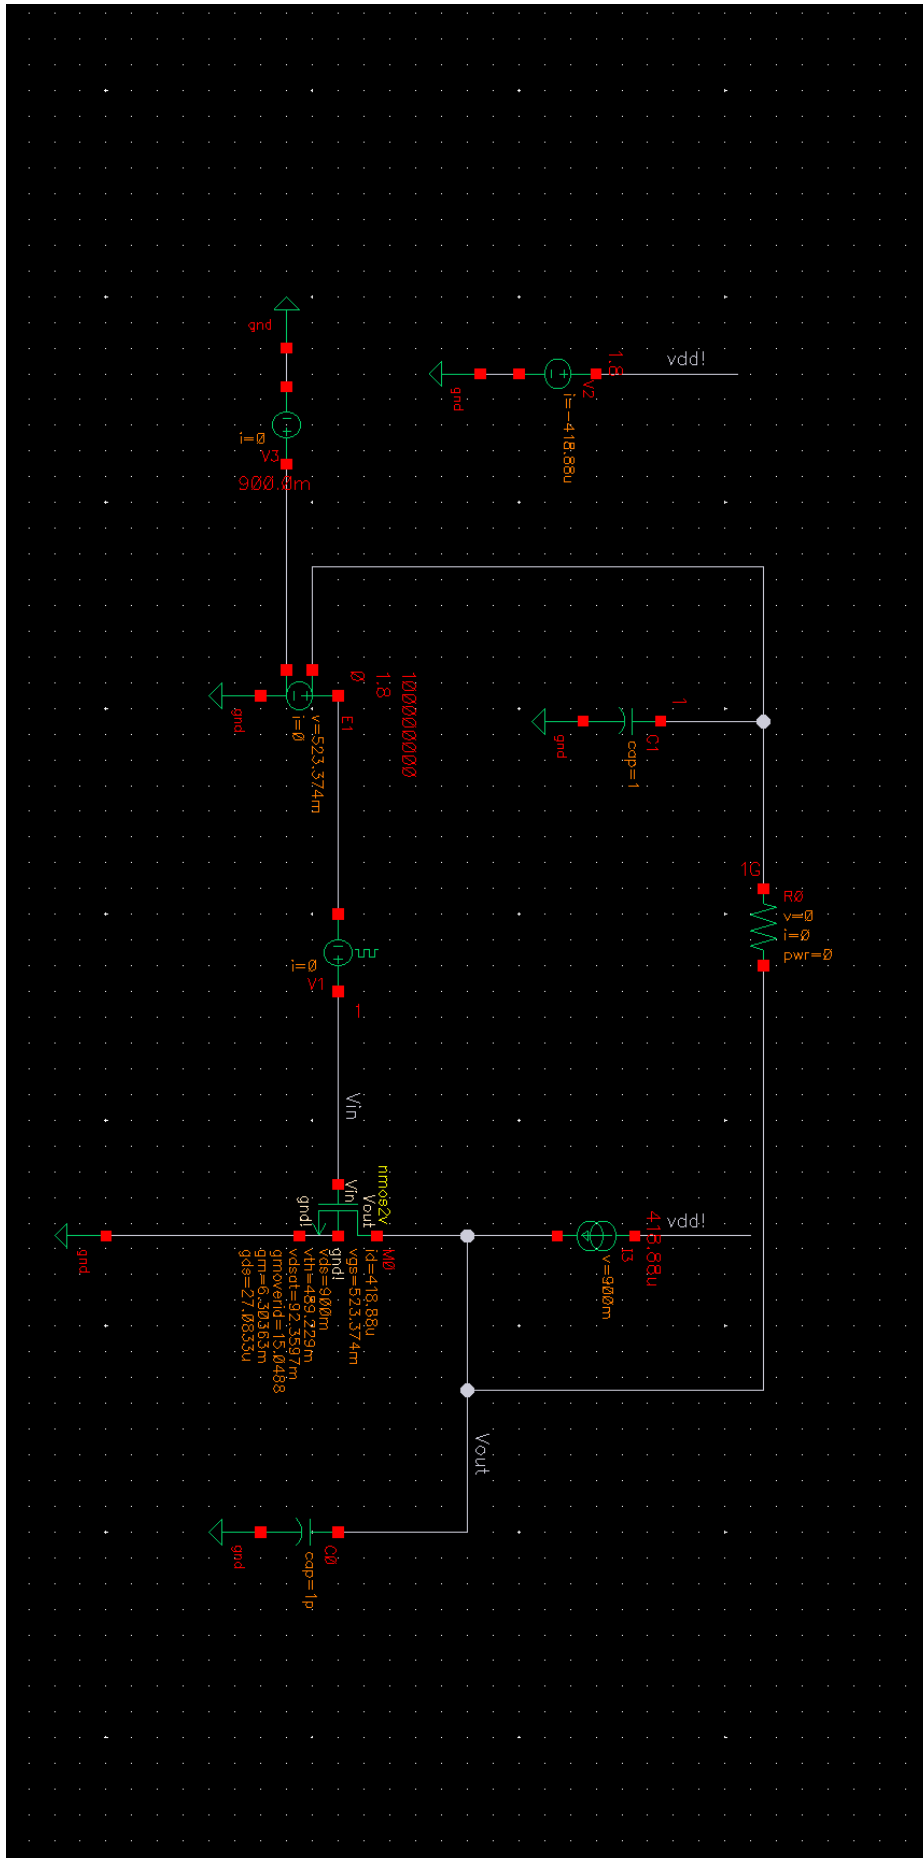 gnd
i=0
V3
900.0m
gnd
1.8
V2
i=-418.88u
vdd!
gnd
i=0
v=523.374m
E1
0
1.8
1000000000
gnd
cap=1
C1
1
1G
R0
v=0
i=0
pwr=0
i=0
V1
1
Vin
gnd
gnd!
Vin
Vout
nmos2v
gnd!
M0
id=418.88u
vgs=523.374m
vds=900m
vth=489.229m
vdsat=92.3597m
gmoverid=15.0488
gm=6.30363m
gds=27.0833u
v=900m
I3
418.88u
vdd!
Vout
gnd
cap=1p
C0